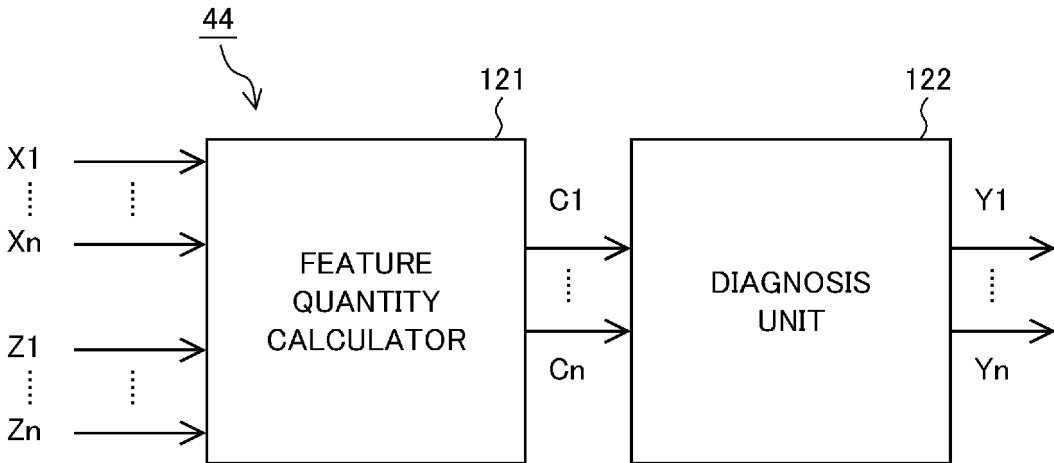 44
121
122
X1
Xn
Z1
Zn
FEATURE
QUANTITY
CALCULATOR
C1
Cn
DIAGNOSIS
UNIT
Y1
Yn